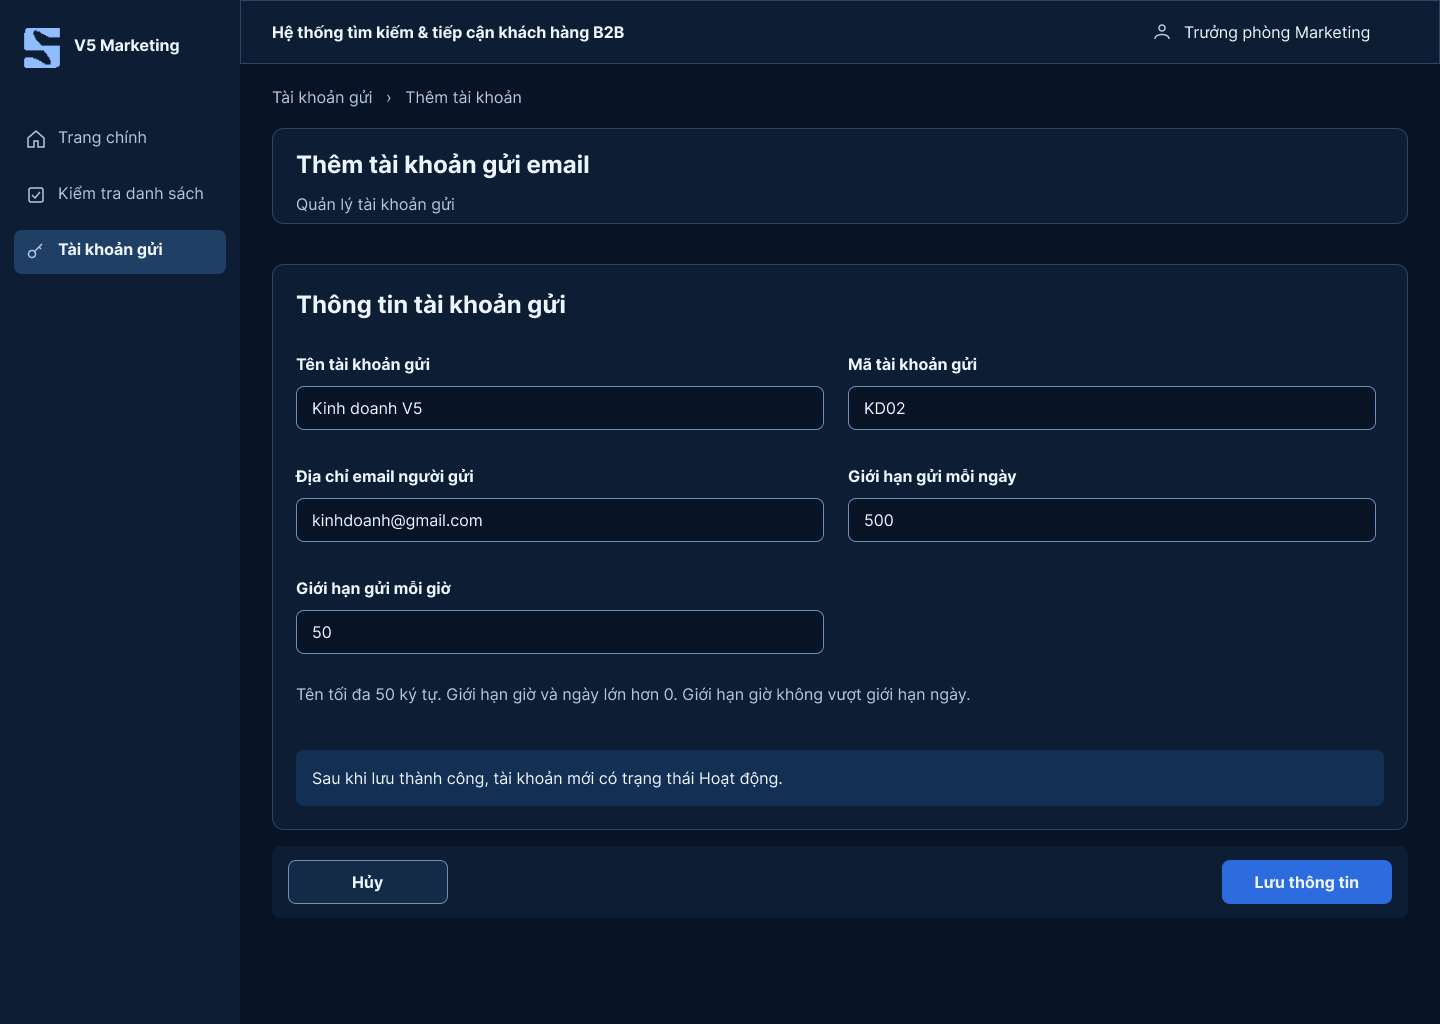 V5 Marketing
Trang chính
Kiểm tra danh sách
Tài khoản gửi
Hệ thống tìm kiếm & tiếp cận khách hàng B2B
Trưởng phòng Marketing
Tài khoản gửi › Thêm tài khoản
Thêm tài khoản gửi email
Quản lý tài khoản gửi
Thông tin tài khoản gửi
Tên tài khoản gửi
Kinh doanh V5
Mã tài khoản gửi
KD02
Địa chỉ email người gửi
kinhdoanh@gmail.com
Giới hạn gửi mỗi ngày
500
Giới hạn gửi mỗi giờ
50
Tên tối đa 50 ký tự. Giới hạn giờ và ngày lớn hơn 0. Giới hạn giờ không vượt giới hạn ngày.
Sau khi lưu thành công, tài khoản mới có trạng thái Hoạt động.
Hủy
Lưu thông tin